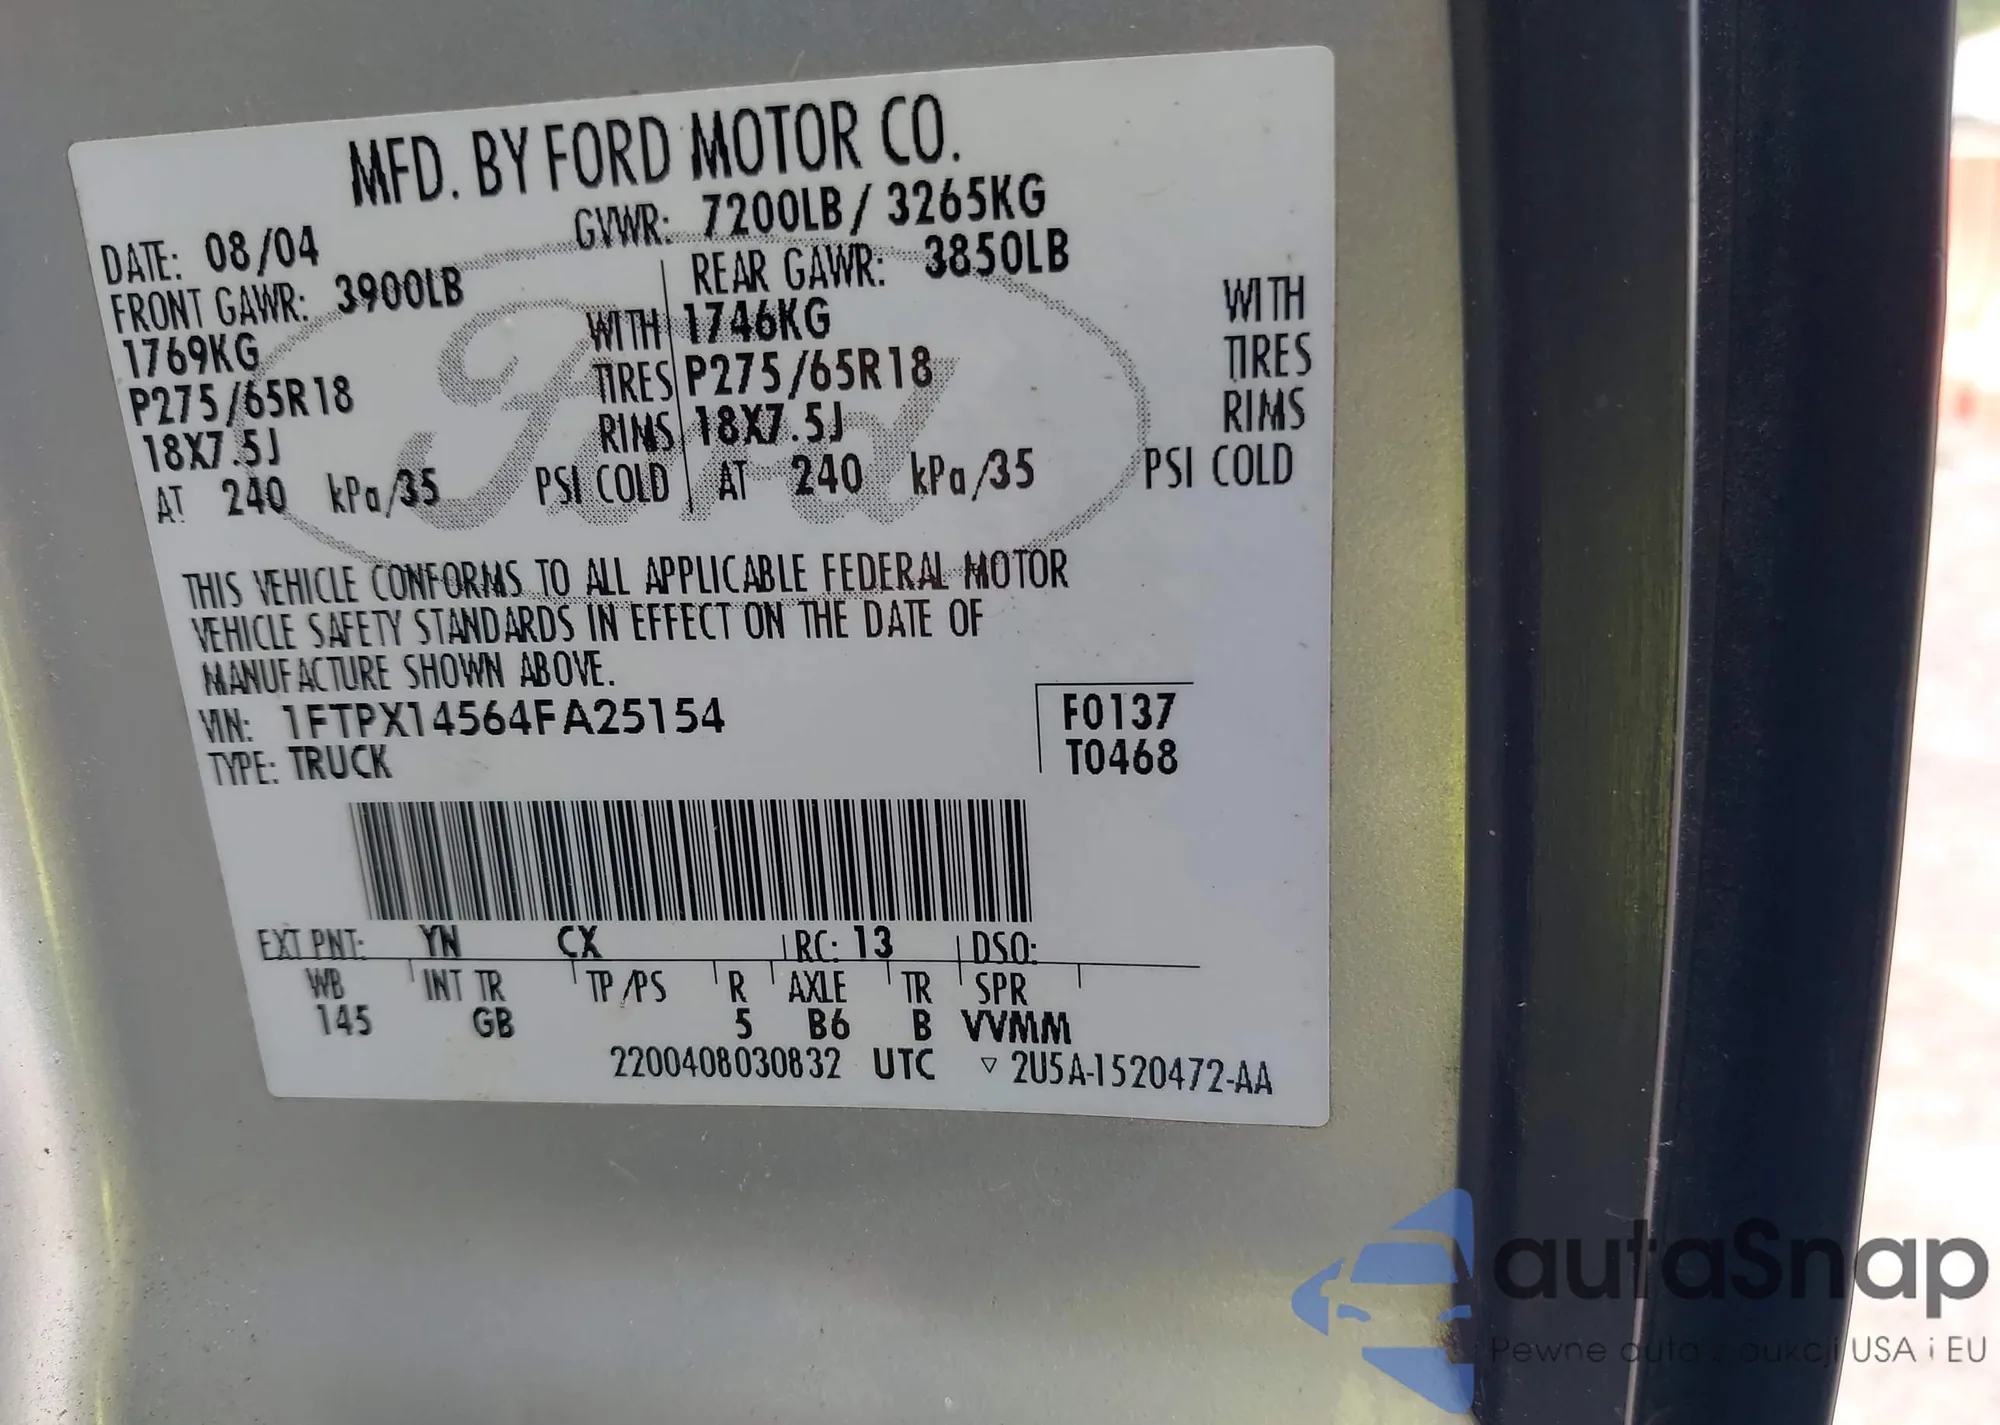 MFD. BY FORD MOTOR CO.
DATE: 08/04 GVWR: 7200LB / 3265KG
FRONT GAWR: 3900LB REAR GAWR: 3850LB
1769KG WITH 1746KG WITH
P275/65R18 TIRES P275/65R18 TIRES
18X7.5J RIMS 18X7.5J RIMS
AT 240 kPa/35 PSI COLD AT 240 kPa/35 PSI COLD
Ford
THIS VEHICLE CONFORMS TO ALL APPLICABLE FEDERAL MOTOR
VEHICLE SAFETY STANDARDS IN EFFECT ON THE DATE OF
MANUFACTURE SHOWN ABOVE.
VIN: 1FTPX14564FA25154 F0137
TYPE: TRUCK T0468
EXT PNT: YN CX RC: 13 DSO:
WB INT TR TP/PS R AXLE TR SPR
145 GB 5 B6 B VVMM
2200408030832 UTC ▽ 2U5A-1520472-AA
autaSnap
Pewne auta z aukcji USA i EU